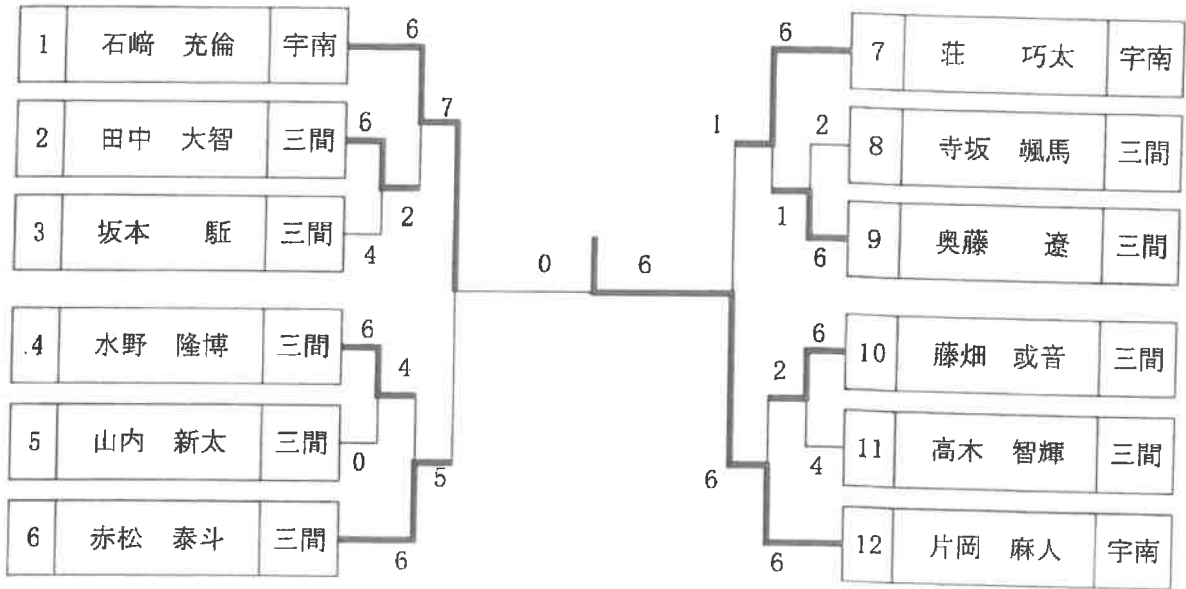 1 石﨑 充倫 宇南
2 田中 大智 三間
3 坂本 駈 三間
4 水野 隆博 三間
5 山内 新太 三間
6 赤松 泰斗 三間
6
7
6
2
4
6
4
0
5
6
0 6
6
1
2
1
6
6
2
4
6
6
7 荘 巧太 宇南
8 寺坂 颯馬 三間
9 奥藤 遼 三間
10 藤畑 或音 三間
11 高木 智輝 三間
12 片岡 麻人 宇南